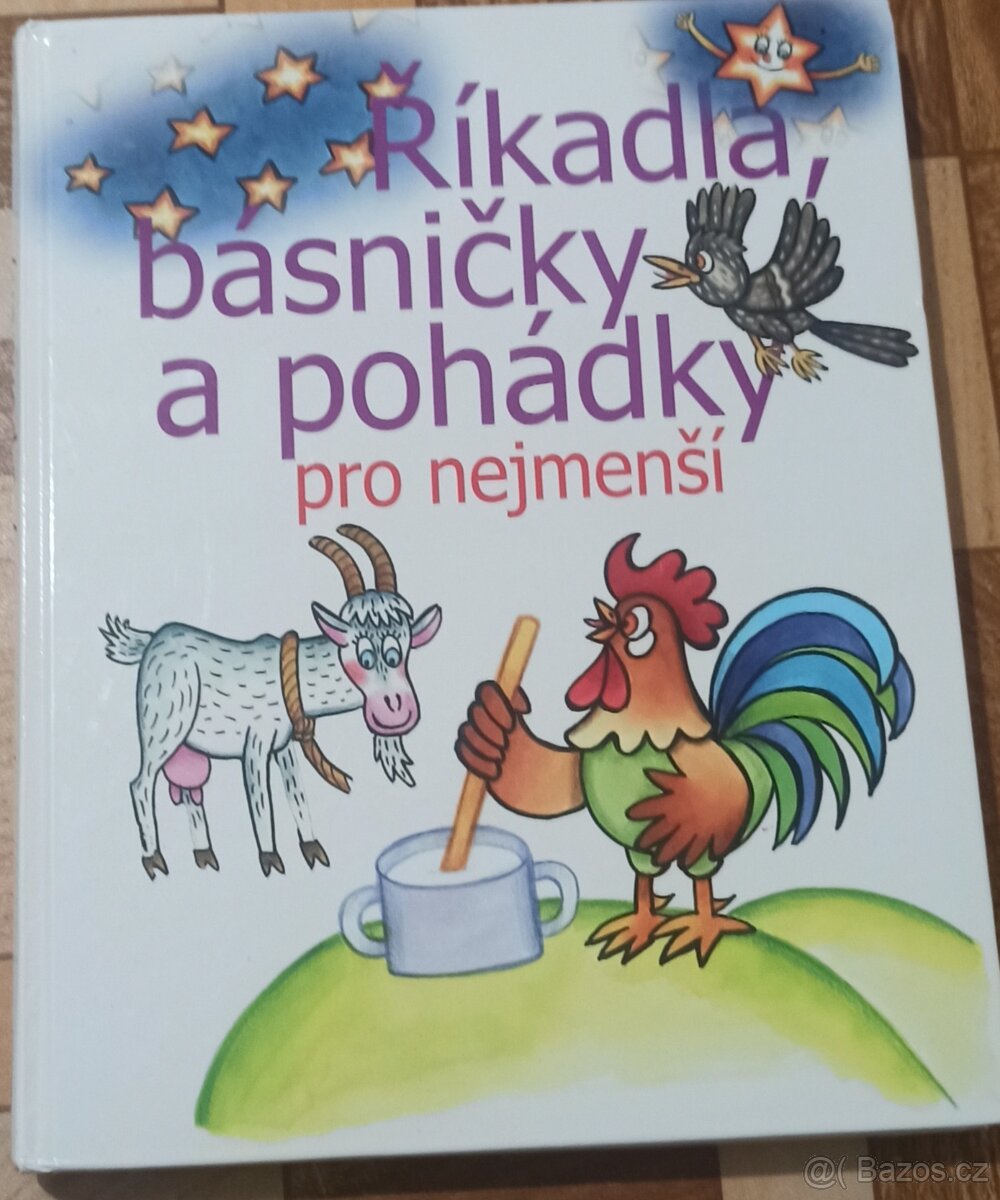 Říkadla,
básničky
a pohádky
pro nejmenší
@( Bazos.cz